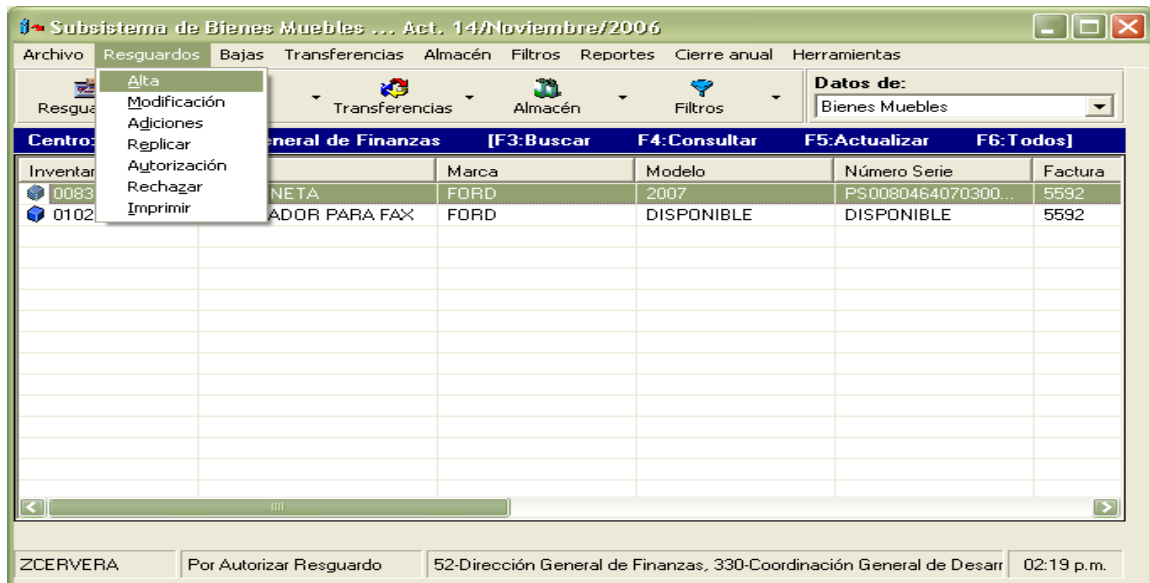 Subsistema de Bienes Muebles ... Act. 14/Noviembre/2006
Archivo Resguardos Bajas Transferencias Almacén Filtros Reportes Cierre anual Herramientas
Alta
Modificación
Adiciones
Replicar
Autorización
Rechazar
Imprimir
Resgua Transferencias Almacén Filtros
Datos de:
Bienes Muebles
Centro: neral de Finanzas [F3:Buscar F4:Consultar F5:Actualizar F6:Todos]
Inventar Marca Modelo Número Serie Factura
0083 NETA FORD 2007 PS0080464070300... 5592
0102 ADOR PARA FAX FORD DISPONIBLE DISPONIBLE 5592
ZCERVERA Por Autorizar Resguardo 52-Dirección General de Finanzas, 330-Coordinación General de Desarr 02:19 p.m.